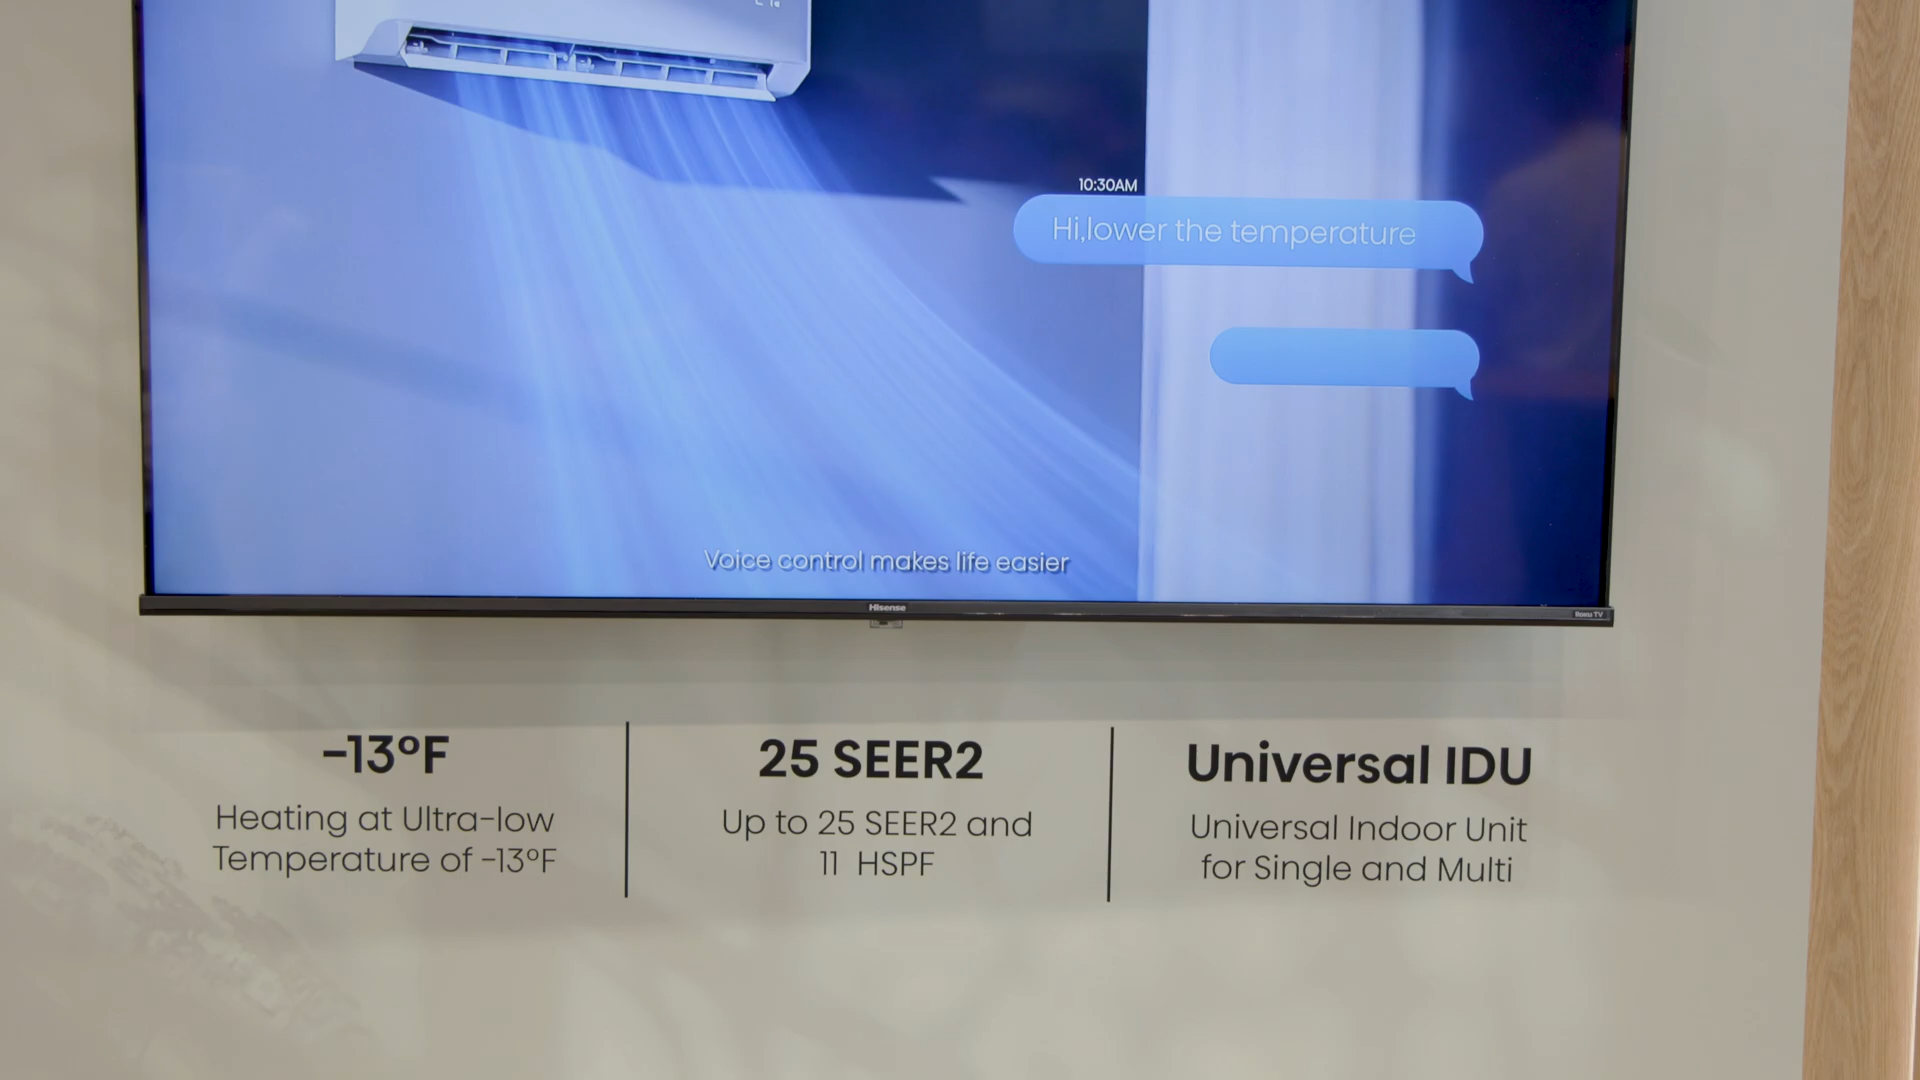 10:30AM
Hi,lower the temperature
Voice control makes life easier
Hisense
Roku TV
-13°F
Heating at Ultra-low
Temperature of -13°F
25 SEER2
Up to 25 SEER2 and
11 HSPF
Universal IDU
Universal Indoor Unit
for Single and Multi